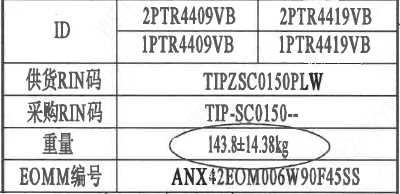 ID 2PTR4409VB 2PTR4419VB
1PTR4409VB 1PTR4419VB
供货RIN码 TIPZSC0150PLW
采购RIN码 TIP-SC0150--
重量 143.8±14.38kg
EOMM编号 ANX42EOM006W90F45SS